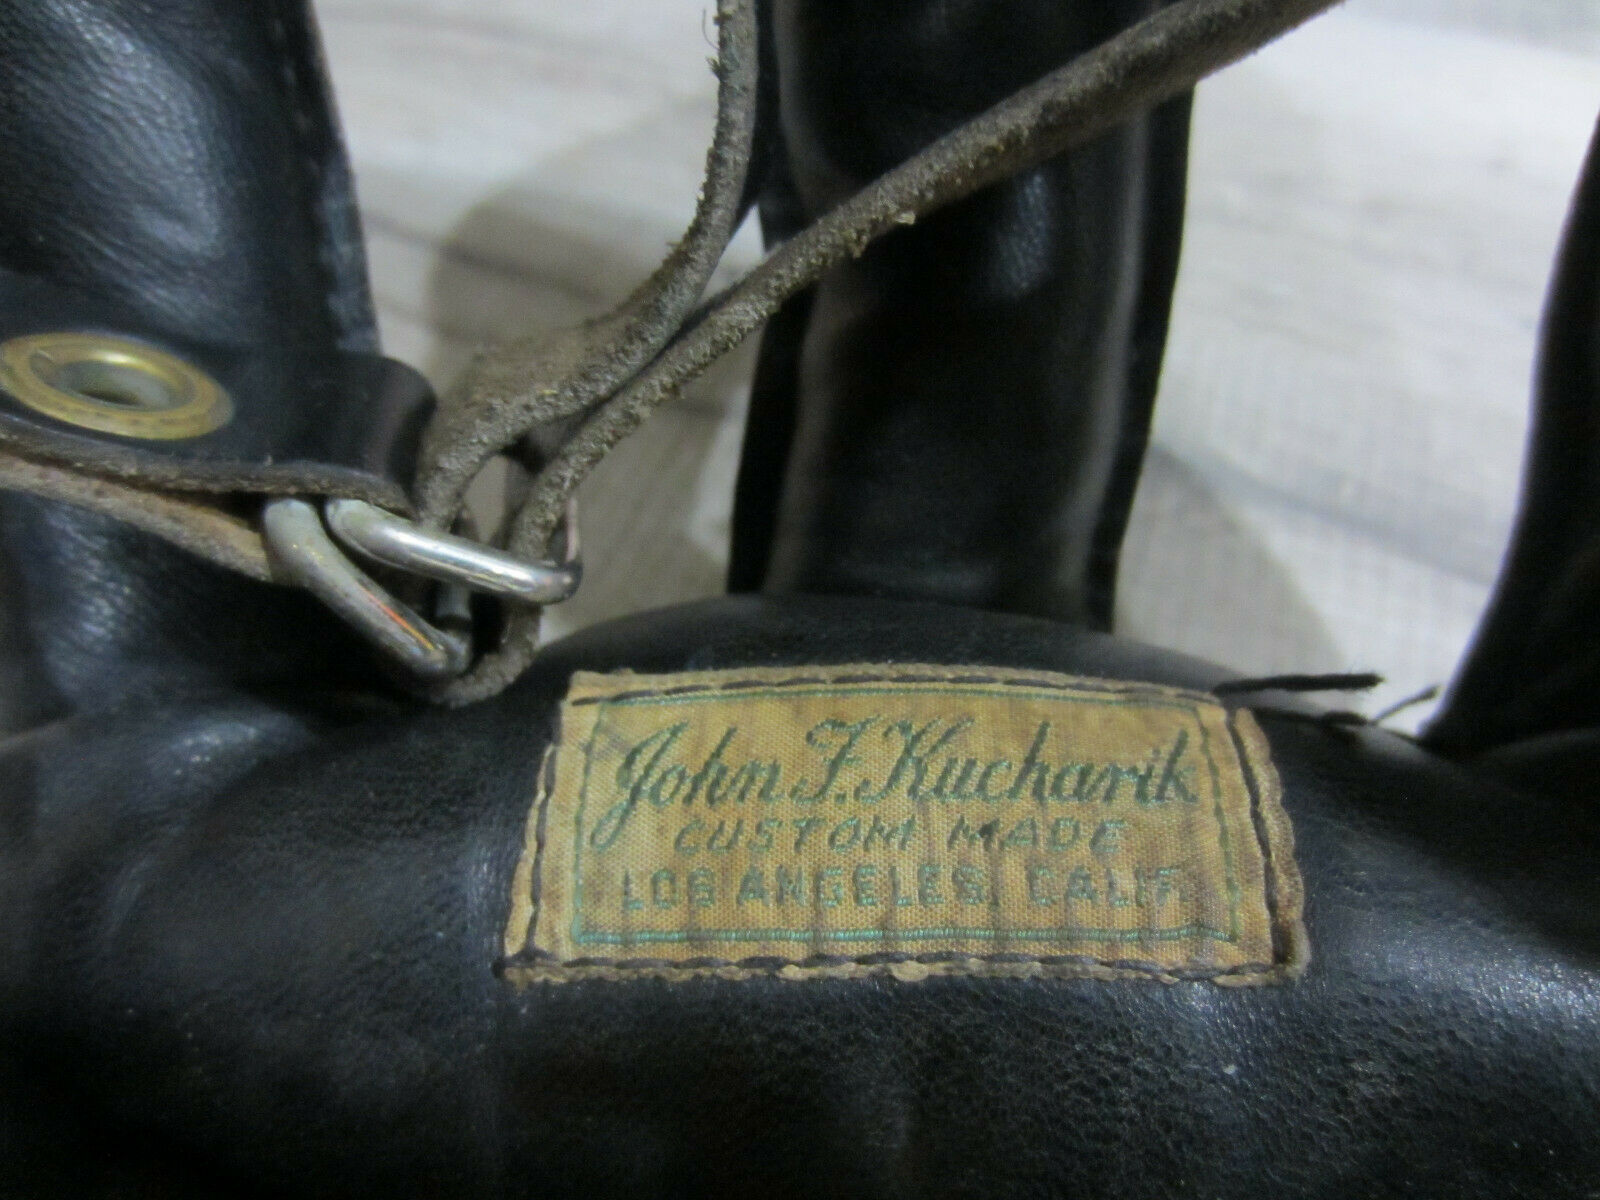 John F. Kucharik
CUSTOM MADE
LOS ANGELES, CALIF.